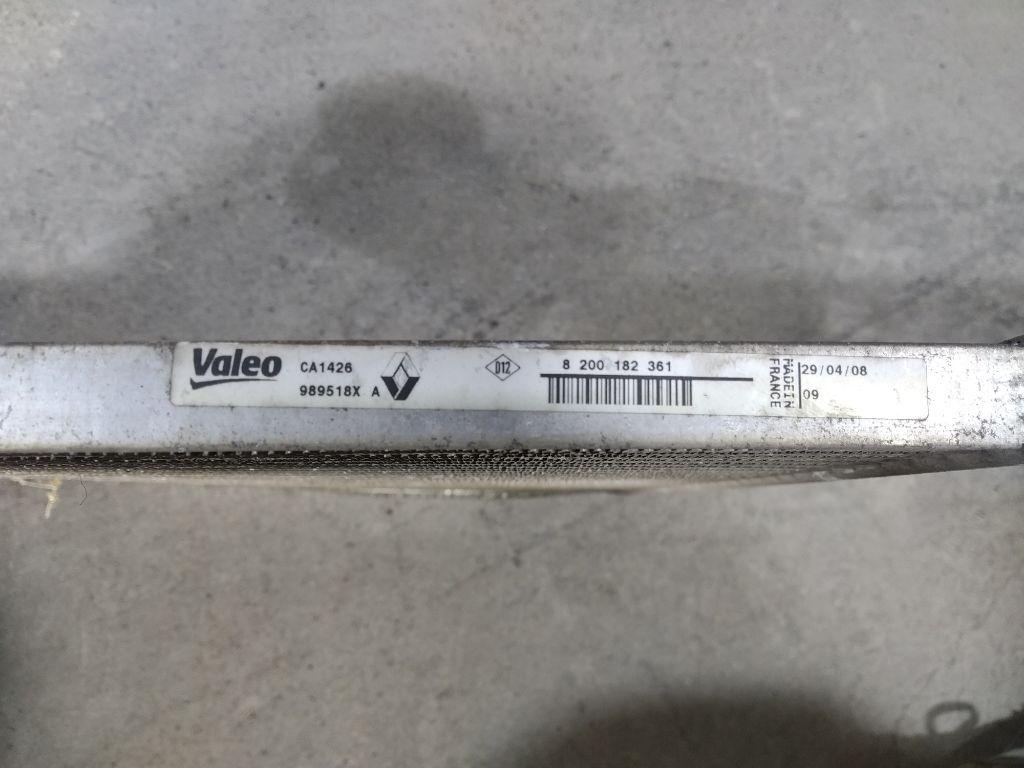 Valeo
CA1426
989518X A
D12
8 200 182 361
MADE IN
FRANCE
29/04/08
09